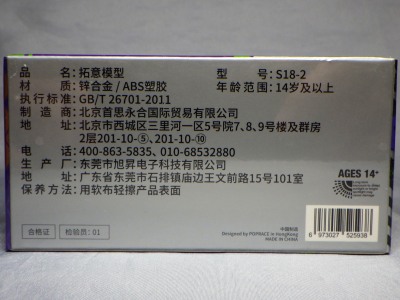 品 名：拓意模型 型 号：S18-2
材 质：锌合金/ABS塑胶 年龄范围：14岁及以上
执行标准：GB/T 26701-2011
制 造 商：北京首思永合国际贸易有限公司
地 址：北京市西城区三里河一区5号院7、8、9号楼及群房
2层201-10-⑤、201-10-⑩
电 话：400-863-5835、010-68532880
厂 名：东莞市旭昇电子科技有限公司
地 址：广东省东莞市石排镇庙边王文前路15号101室
保养方法：用软布轻擦产品表面
AGES 14+
合格证 检验员：01
中国制造
Designed by POPRACE in HongKong
MADE IN CHINA
6 973027 525938